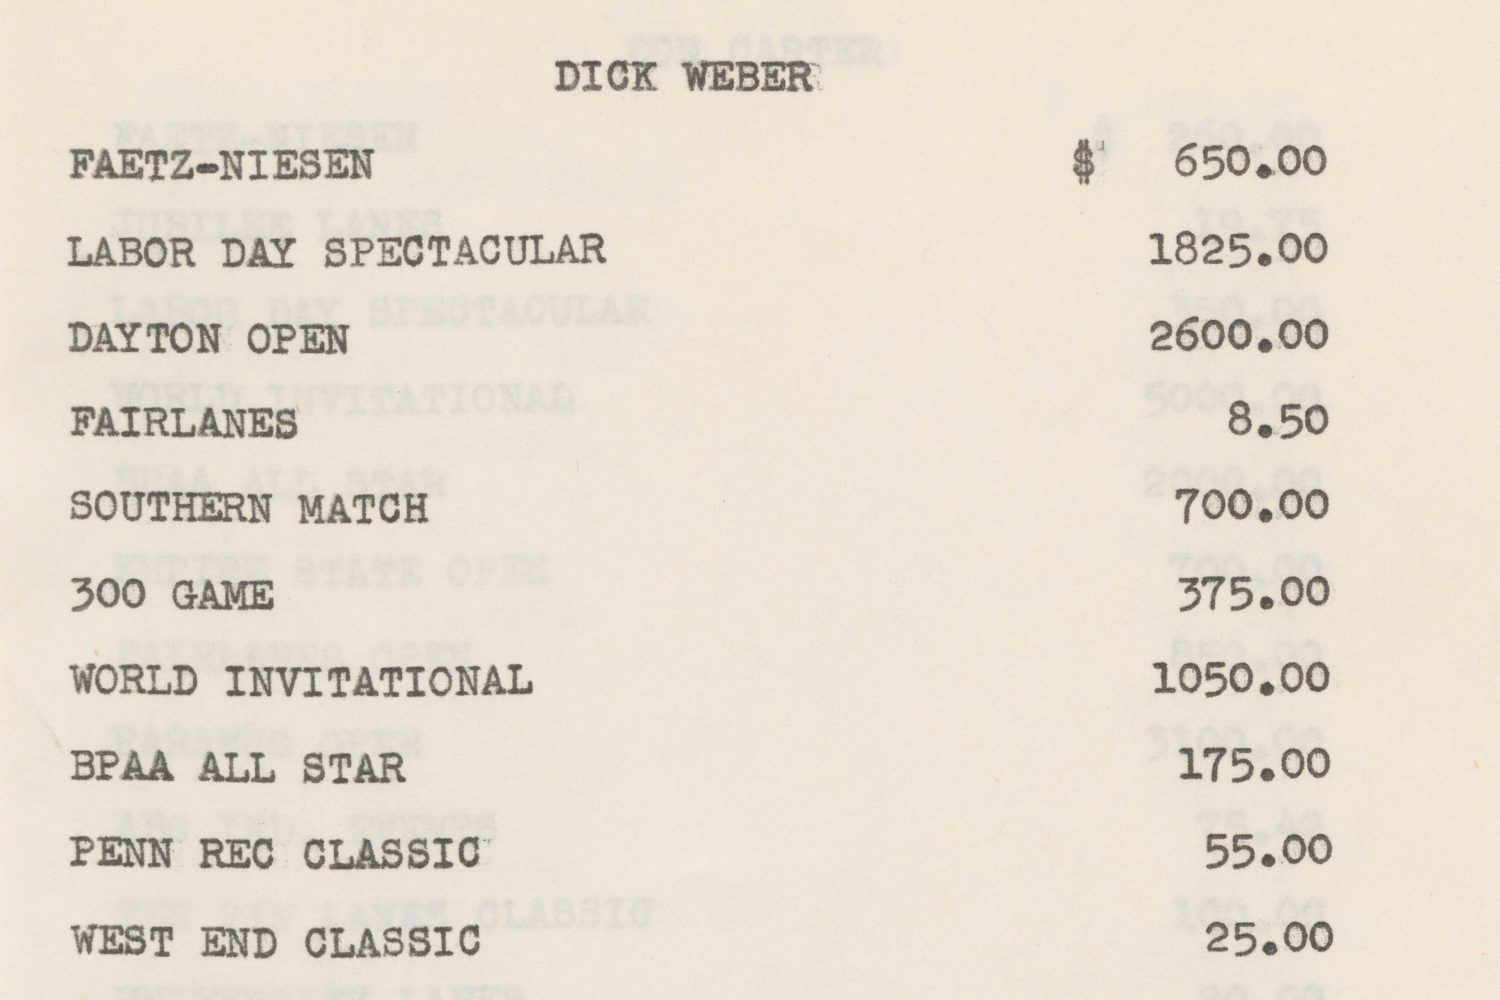 DICK WEBER
FAETZ-NIESEN $ 650.00
LABOR DAY SPECTACULAR 1825.00
DAYTON OPEN 2600.00
FAIRLANES 8.50
SOUTHERN MATCH 700.00
300 GAME 375.00
WORLD INVITATIONAL 1050.00
BPAA ALL STAR 175.00
PENN REC CLASSIC 55.00
WEST END CLASSIC 25.00